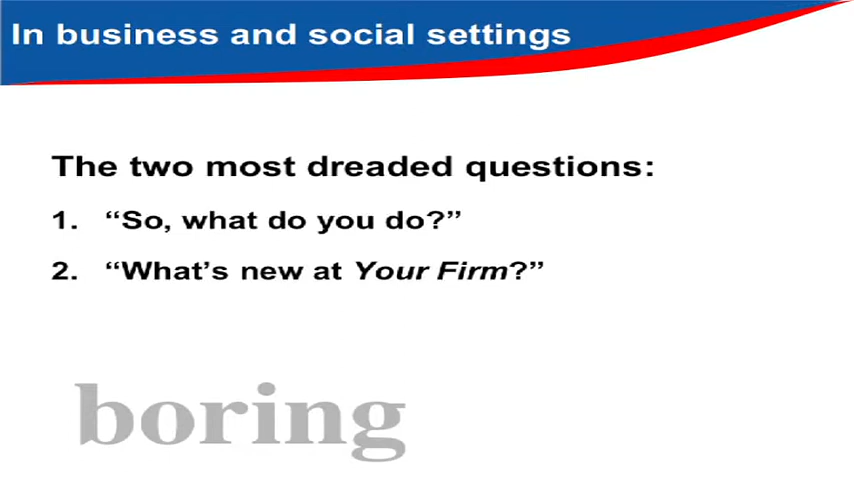 In business and social settings
The two most dreaded questions:
1. “So, what do you do?”
2. “What’s new at Your Firm?”
boring